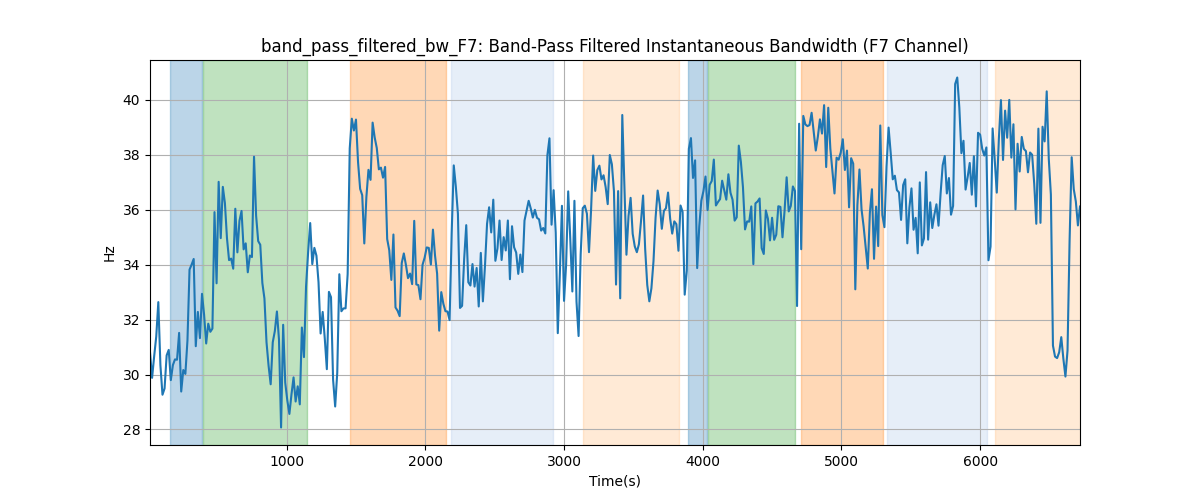 band_pass_filtered_bw_F7: Band-Pass Filtered Instantaneous Bandwidth (F7 Channel)
40
38
36
34
32
30
28
Hz
1000 2000 3000 4000 5000 6000
Time(s)